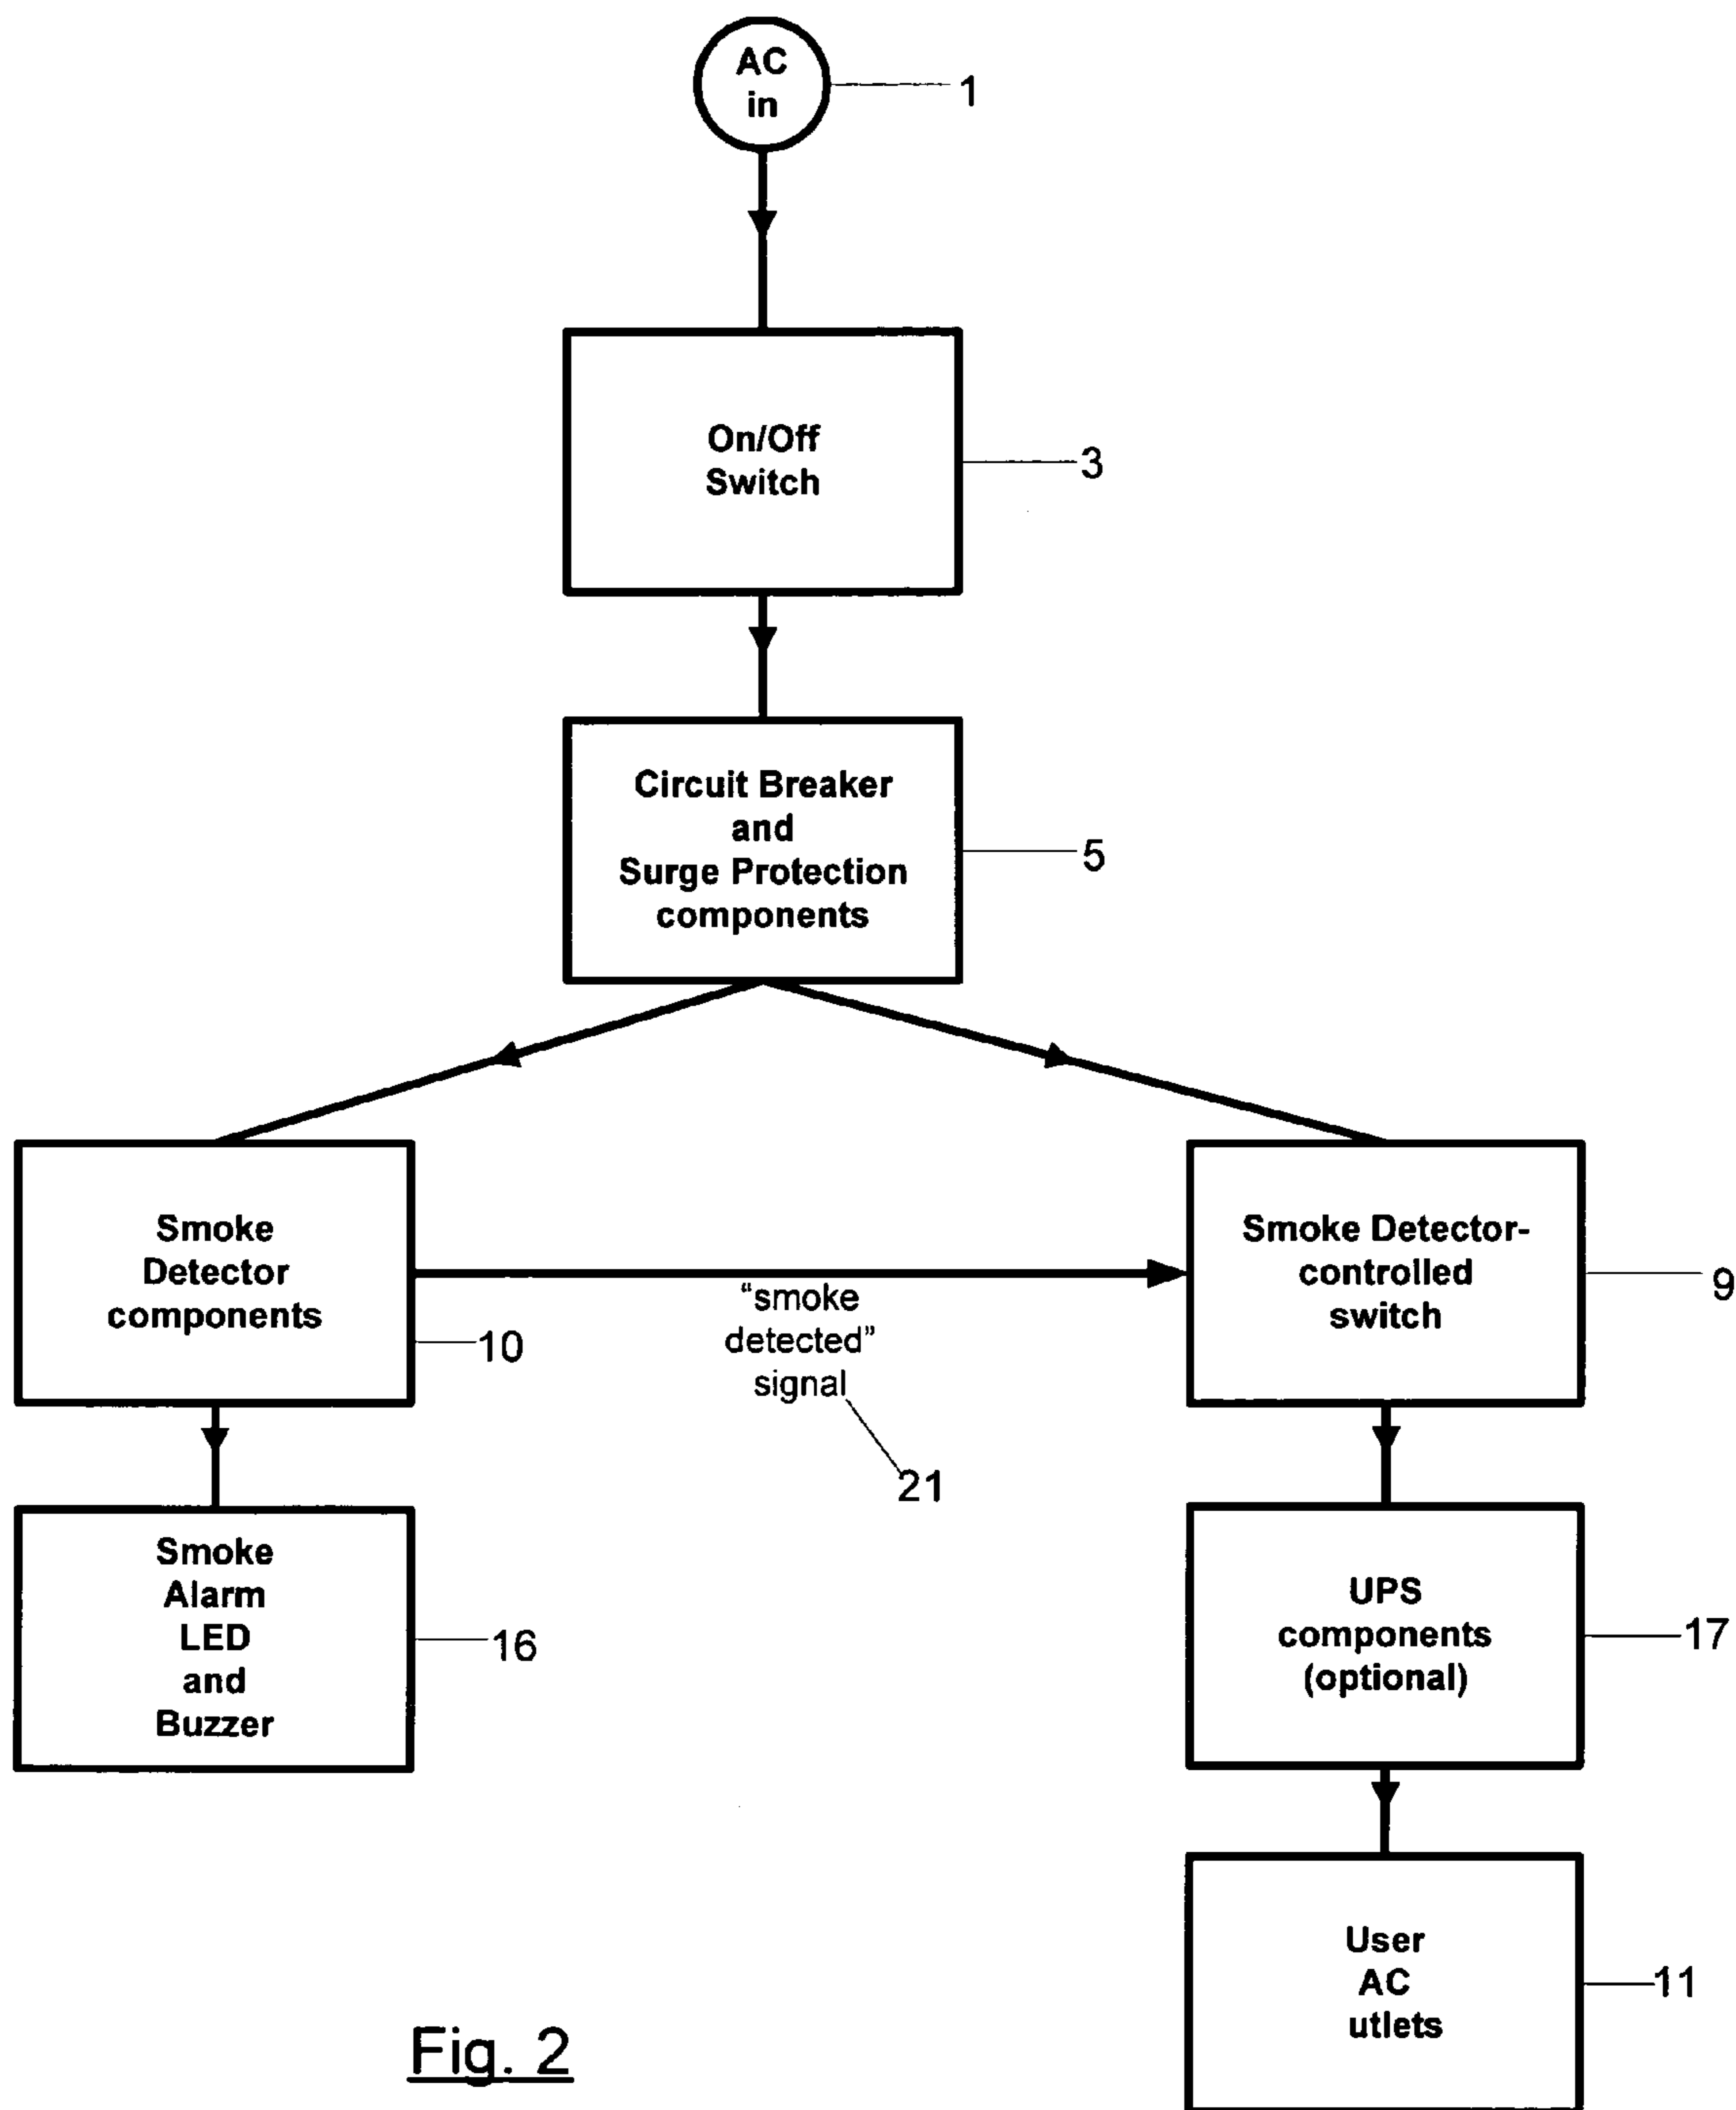 AC
in
1
On/Off
Switch
3
Circuit Breaker
and
Surge Protection
components
5
Smoke
Detector
components
10
"smoke
detected"
signal
21
Smoke Detector-
controlled
switch
9
Smoke
Alarm
LED
and
Buzzer
16
UPS
components
(optional)
17
User
AC
utlets
11
Fig. 2